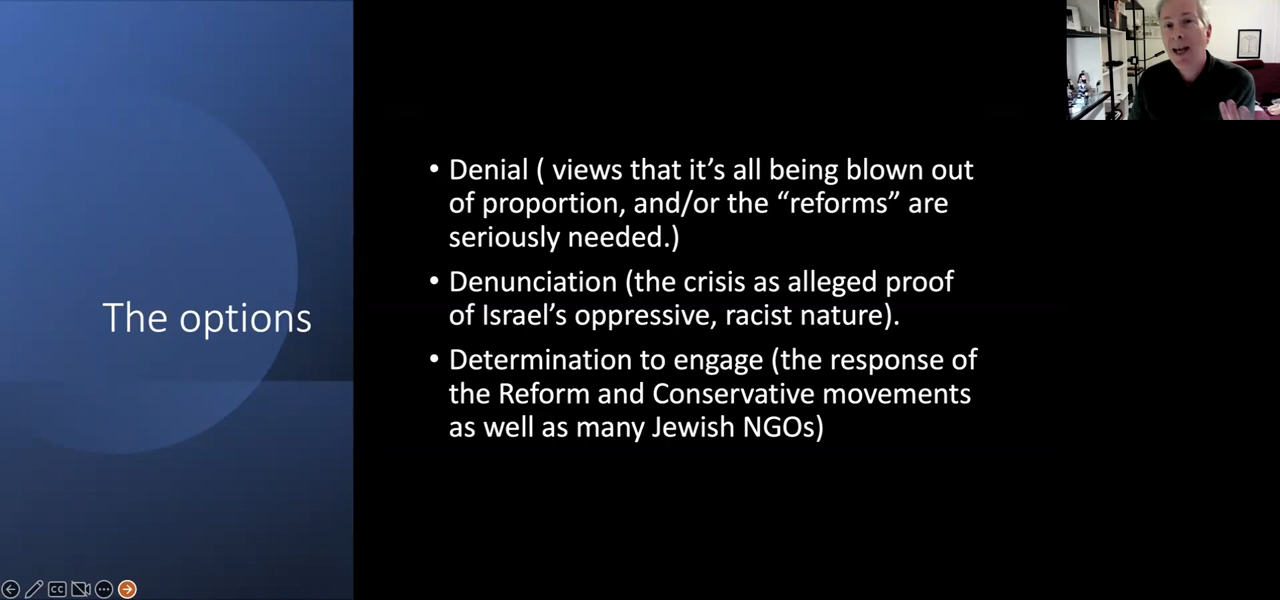 The options
• Denial ( views that it’s all being blown out
of proportion, and/or the “reforms” are
seriously needed.)
• Denunciation (the crisis as alleged proof
of Israel’s oppressive, racist nature).
• Determination to engage (the response of
the Reform and Conservative movements
as well as many Jewish NGOs)
CC